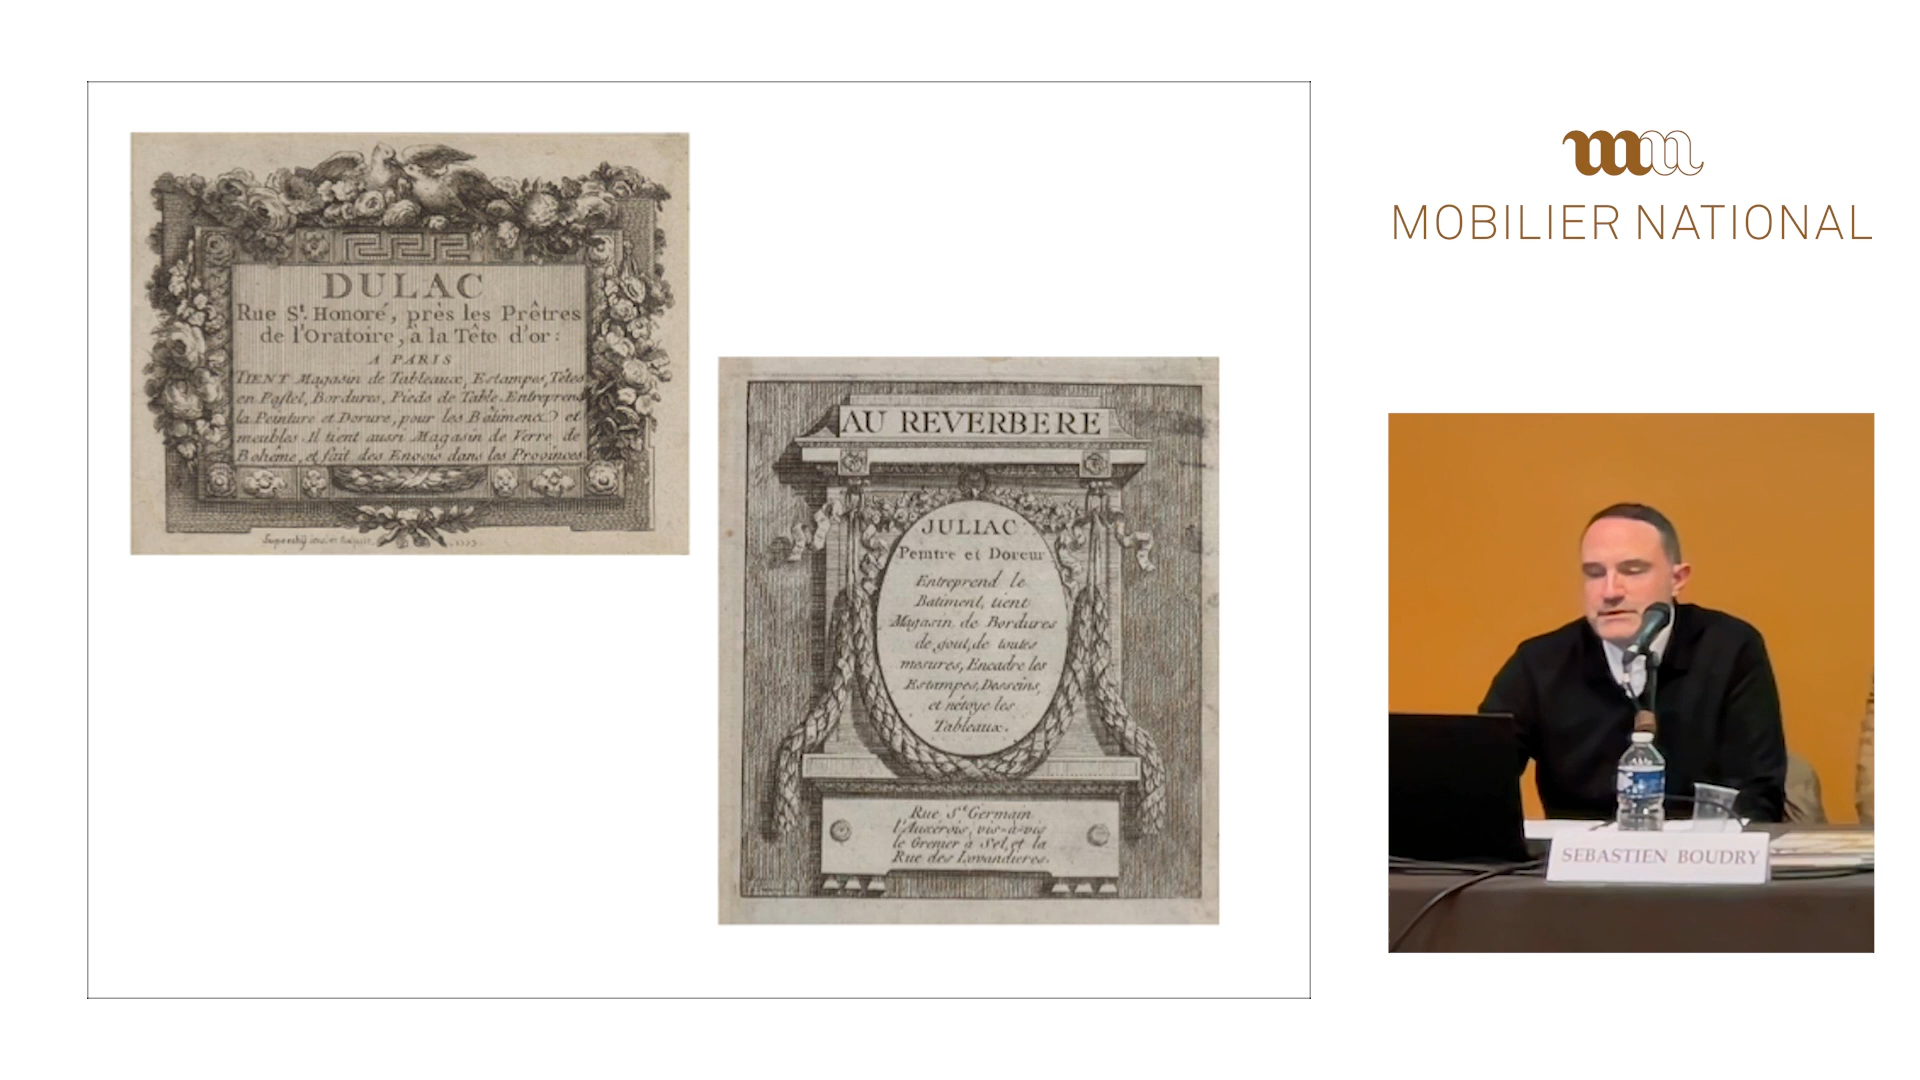 DULAC
Rue St. Honoré, près les Prêtres
de l'Oratoire, à la Tête d'or:
A PARIS
TIENT Magasin de Tableaux, Estampes, Têtes
en Pastel, Bordures, Pieds de Table. Entreprend
la Peinture et Dorure, pour les Bâtimens et
meubles. Il tient aussi Magasin de Verre de
Bohême, et fait des Envois dans les Provinces
AU REVERBERE
JULIAC
Peintre et Doreur
Entreprend le
Batiment, tient
Magasin de Bordures
de gout, de toutes
mesures, Encadre les
Estampes, Desseins,
et nétoye les
Tableaux.
Rue St Germain
l'Auxérois, vis-à-vis
le Grenier à Sel, et la
Rue des Lavandieres.
MOBILIER NATIONAL
SEBASTIEN BOUDRY